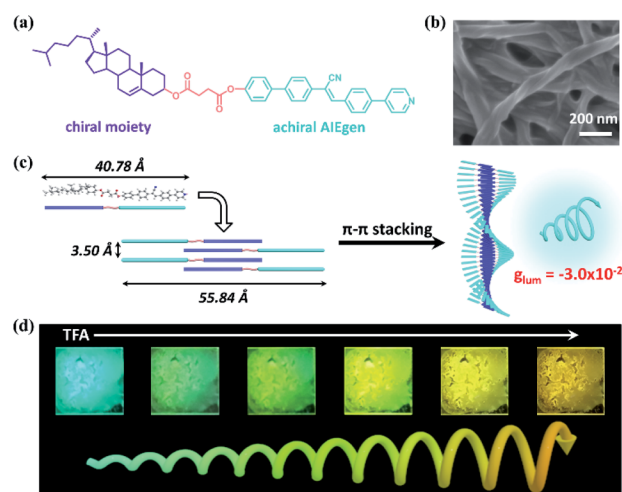 (a)
CN
O
O
O
O
N
chiral moiety
achiral AIEgen
(b)
200 nm
(c)
40.78 Å
3.50 Å
55.84 Å
π-π stacking
glum = -3.0x10-2
(d)
TFA